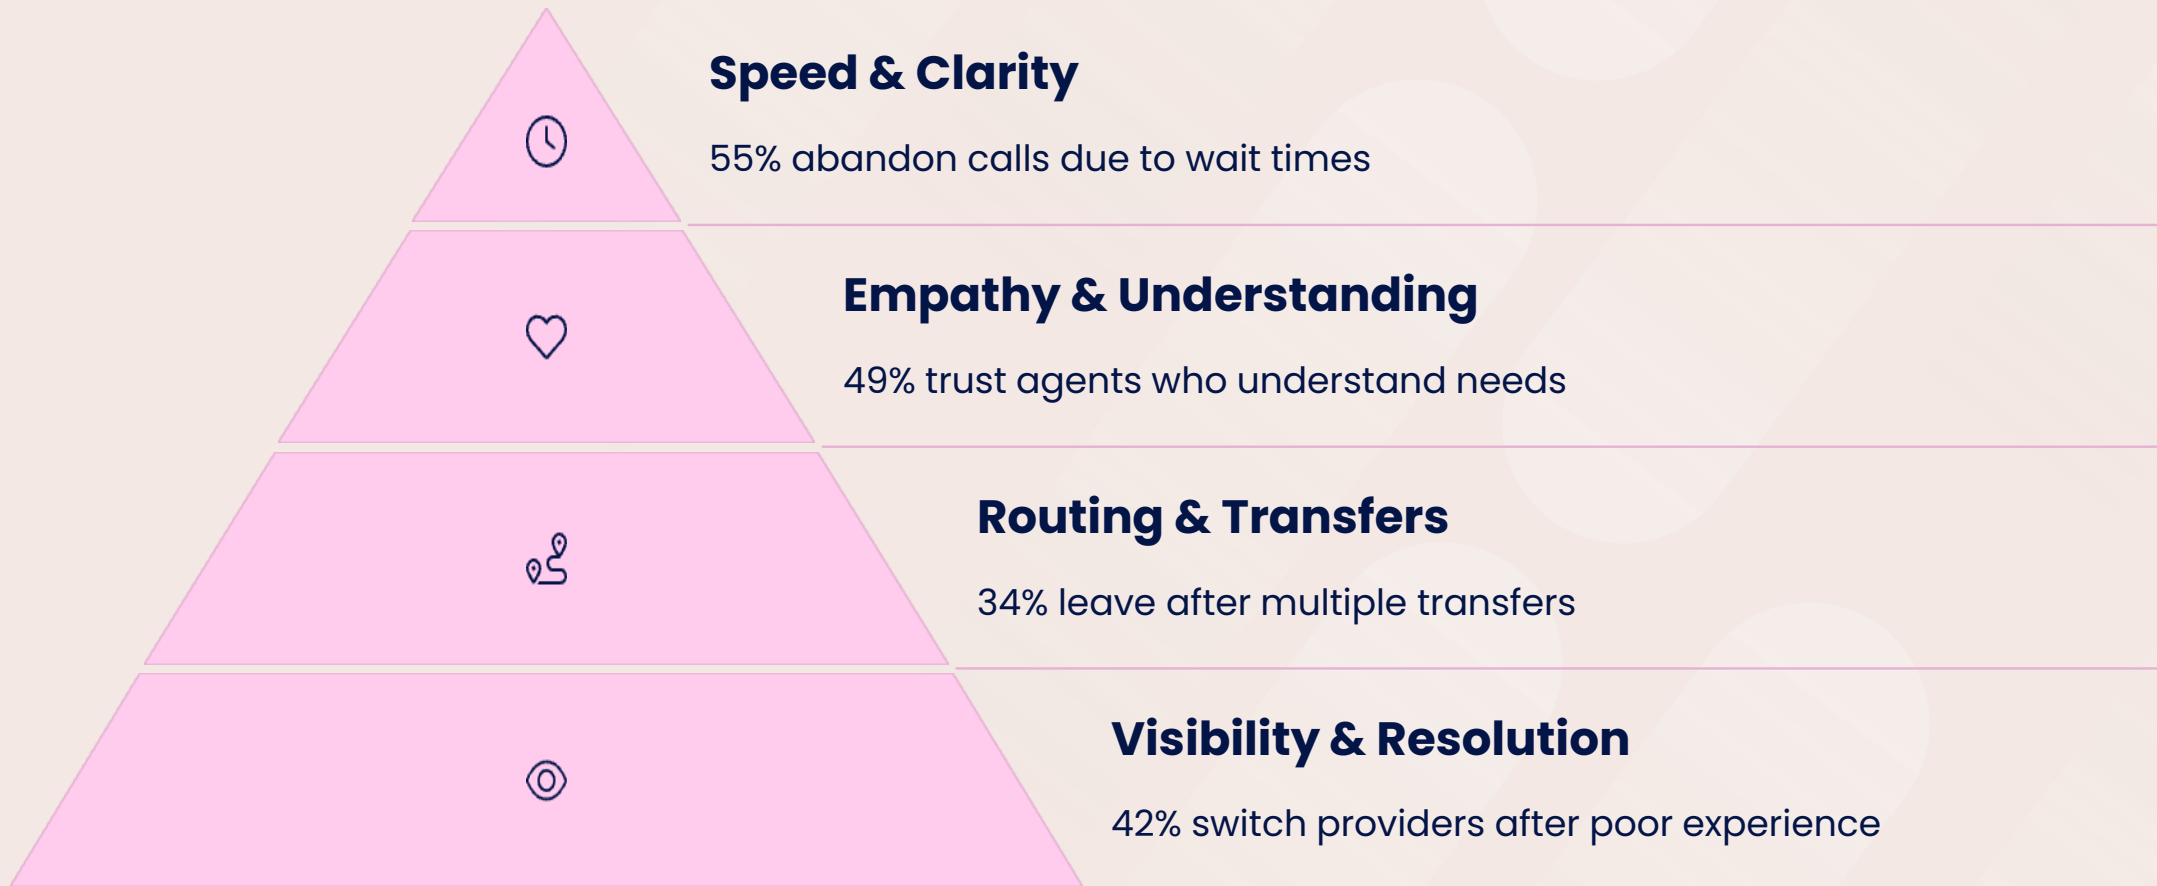 Speed & Clarity
55% abandon calls due to wait times
Empathy & Understanding
49% trust agents who understand needs
Routing & Transfers
34% leave after multiple transfers
Visibility & Resolution
42% switch providers after poor experience